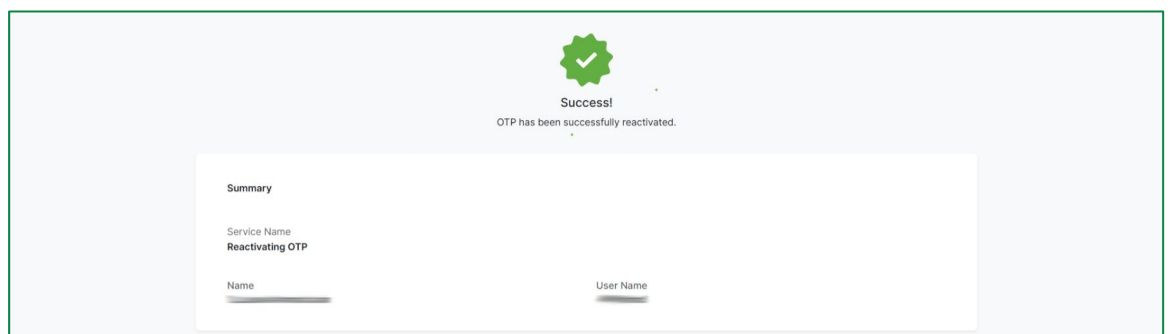 Success!
OTP has been successfully reactivated.
Summary
Service Name
Reactivating OTP
Name
User Name